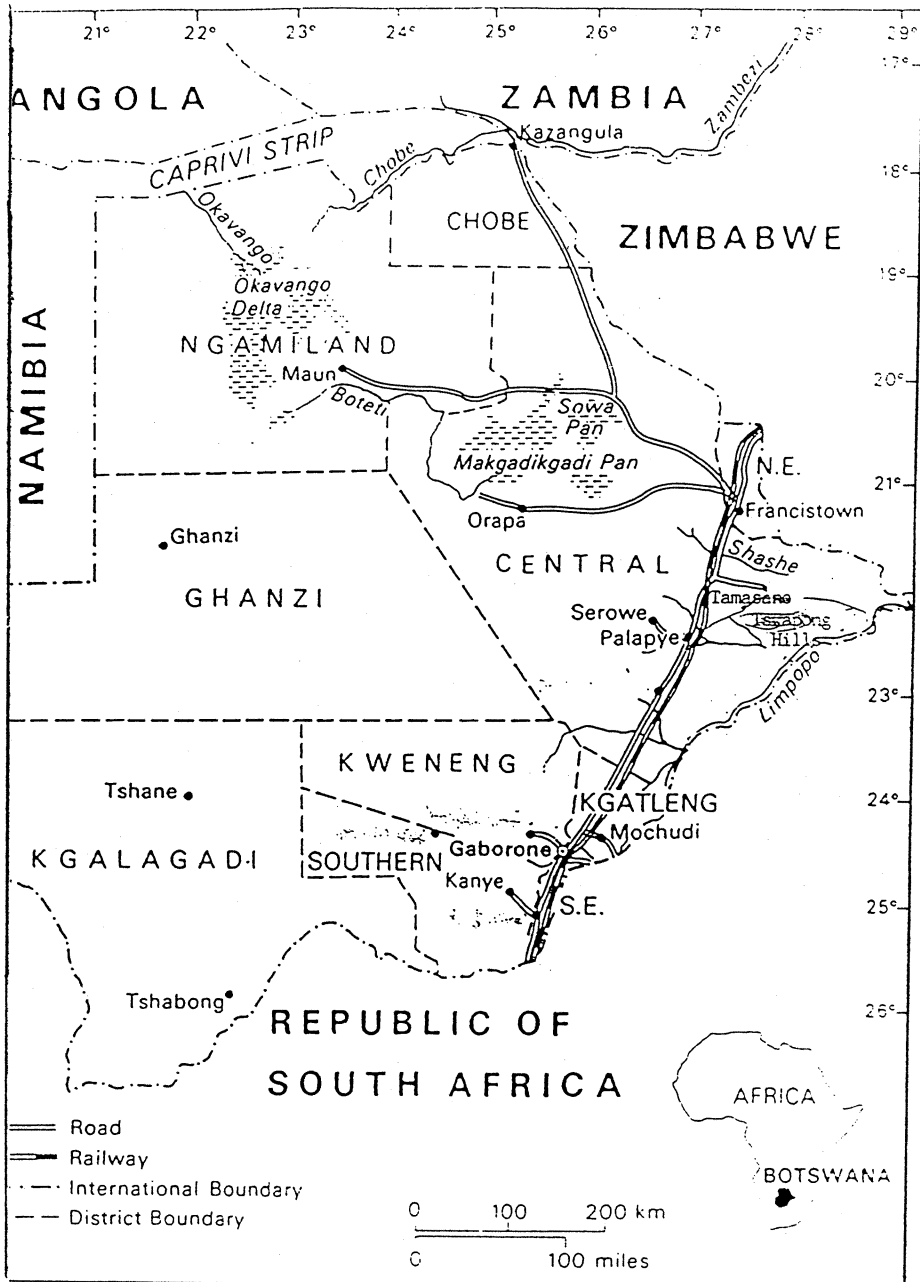 21° 22° 23° 24° 25° 26° 27° 28° 29°
17°
ANGOLA
ZAMBIA
Zambezi
Kazangula
CAPRIVI STRIP
Chobe
18°
Okavango
CHOBE
ZIMBABWE
19°
Okavango
Delta
NAMIBIA
NGAMILAND
Maun
20°
Boteti
Sowa
Pan
Makgadikgadi Pan
N.E.
21°
Orapa
Francistown
Ghanzi
CENTRAL
Shashe
GHANZI
Serowe
Palapye
22°
Hills
Limpopo
23°
KWENENG
Tshane
KGATLENG
24°
Mochudi
KGALAGADI
SOUTHERN
Gaborone
Kanye
S.E.
25°
Tshabong
26°
REPUBLIC OF
SOUTH AFRICA
AFRICA
BOTSWANA
Road
Railway
International Boundary
District Boundary
0 100 200 km
0 100 miles